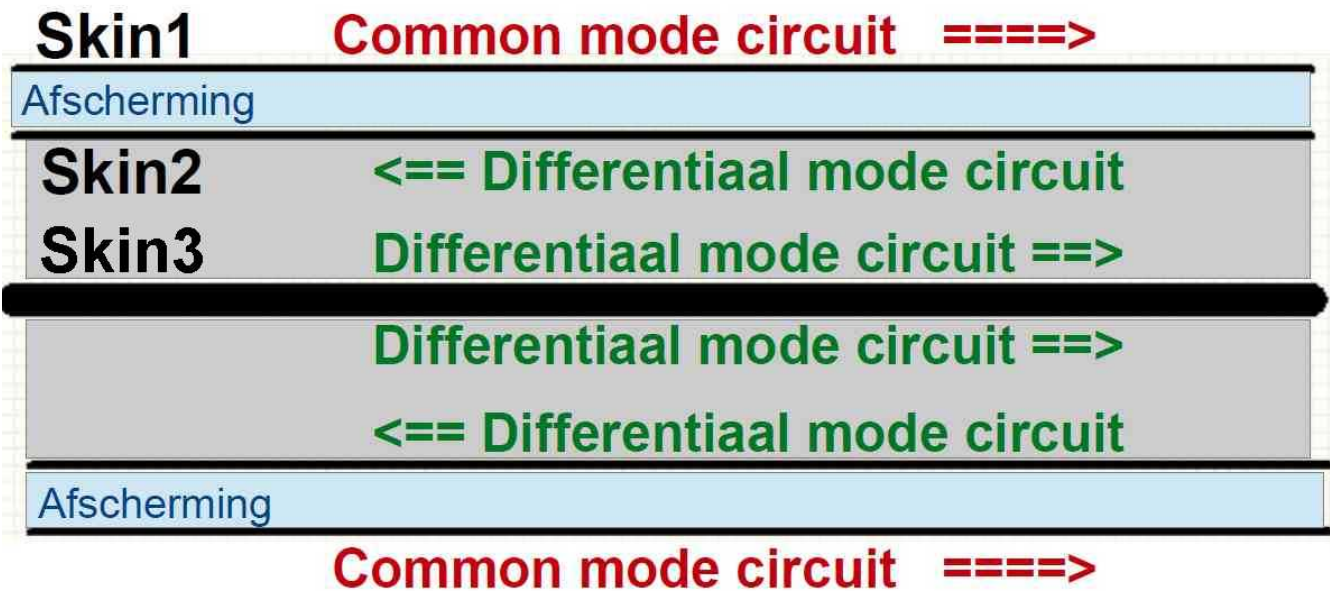 Skin1 Common mode circuit ====>
Afscherming
Skin2 <== Differentiaal mode circuit
Skin3 Differentiaal mode circuit ==>
Differentiaal mode circuit ==>
<== Differentiaal mode circuit
Afscherming
Common mode circuit ====>